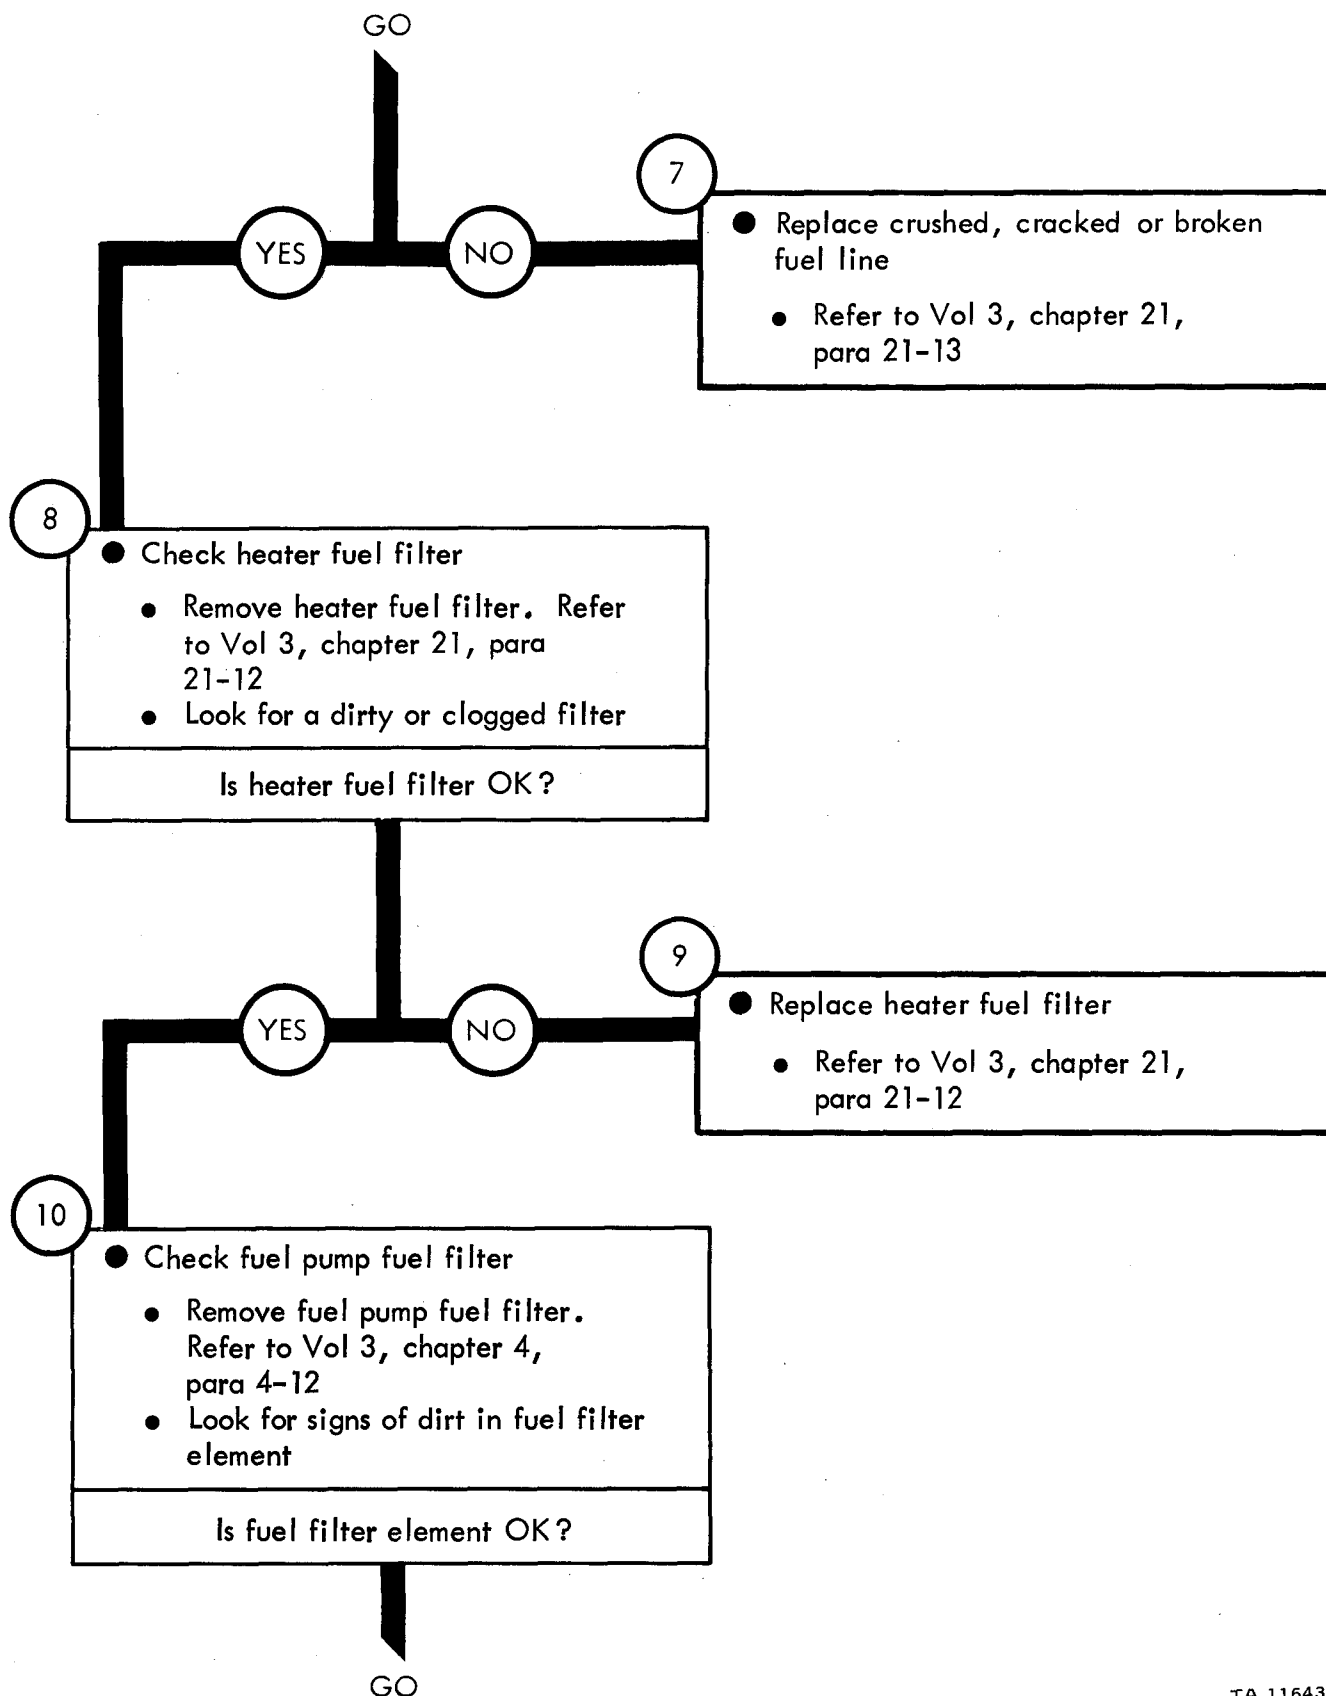 GO
7
YES
NO
● Replace crushed, cracked or broken
fuel line
● Refer to Vol 3, chapter 21,
para 21-13
8
● Check heater fuel filter
● Remove heater fuel filter. Refer
to Vol 3, chapter 21, para
21-12
● Look for a dirty or clogged filter
Is heater fuel filter OK?
9
YES
NO
● Replace heater fuel filter
● Refer to Vol 3, chapter 21,
para 21-12
10
● Check fuel pump fuel filter
● Remove fuel pump fuel filter.
Refer to Vol 3, chapter 4,
para 4-12
● Look for signs of dirt in fuel filter
element
Is fuel filter element OK?
GO
TA 11643